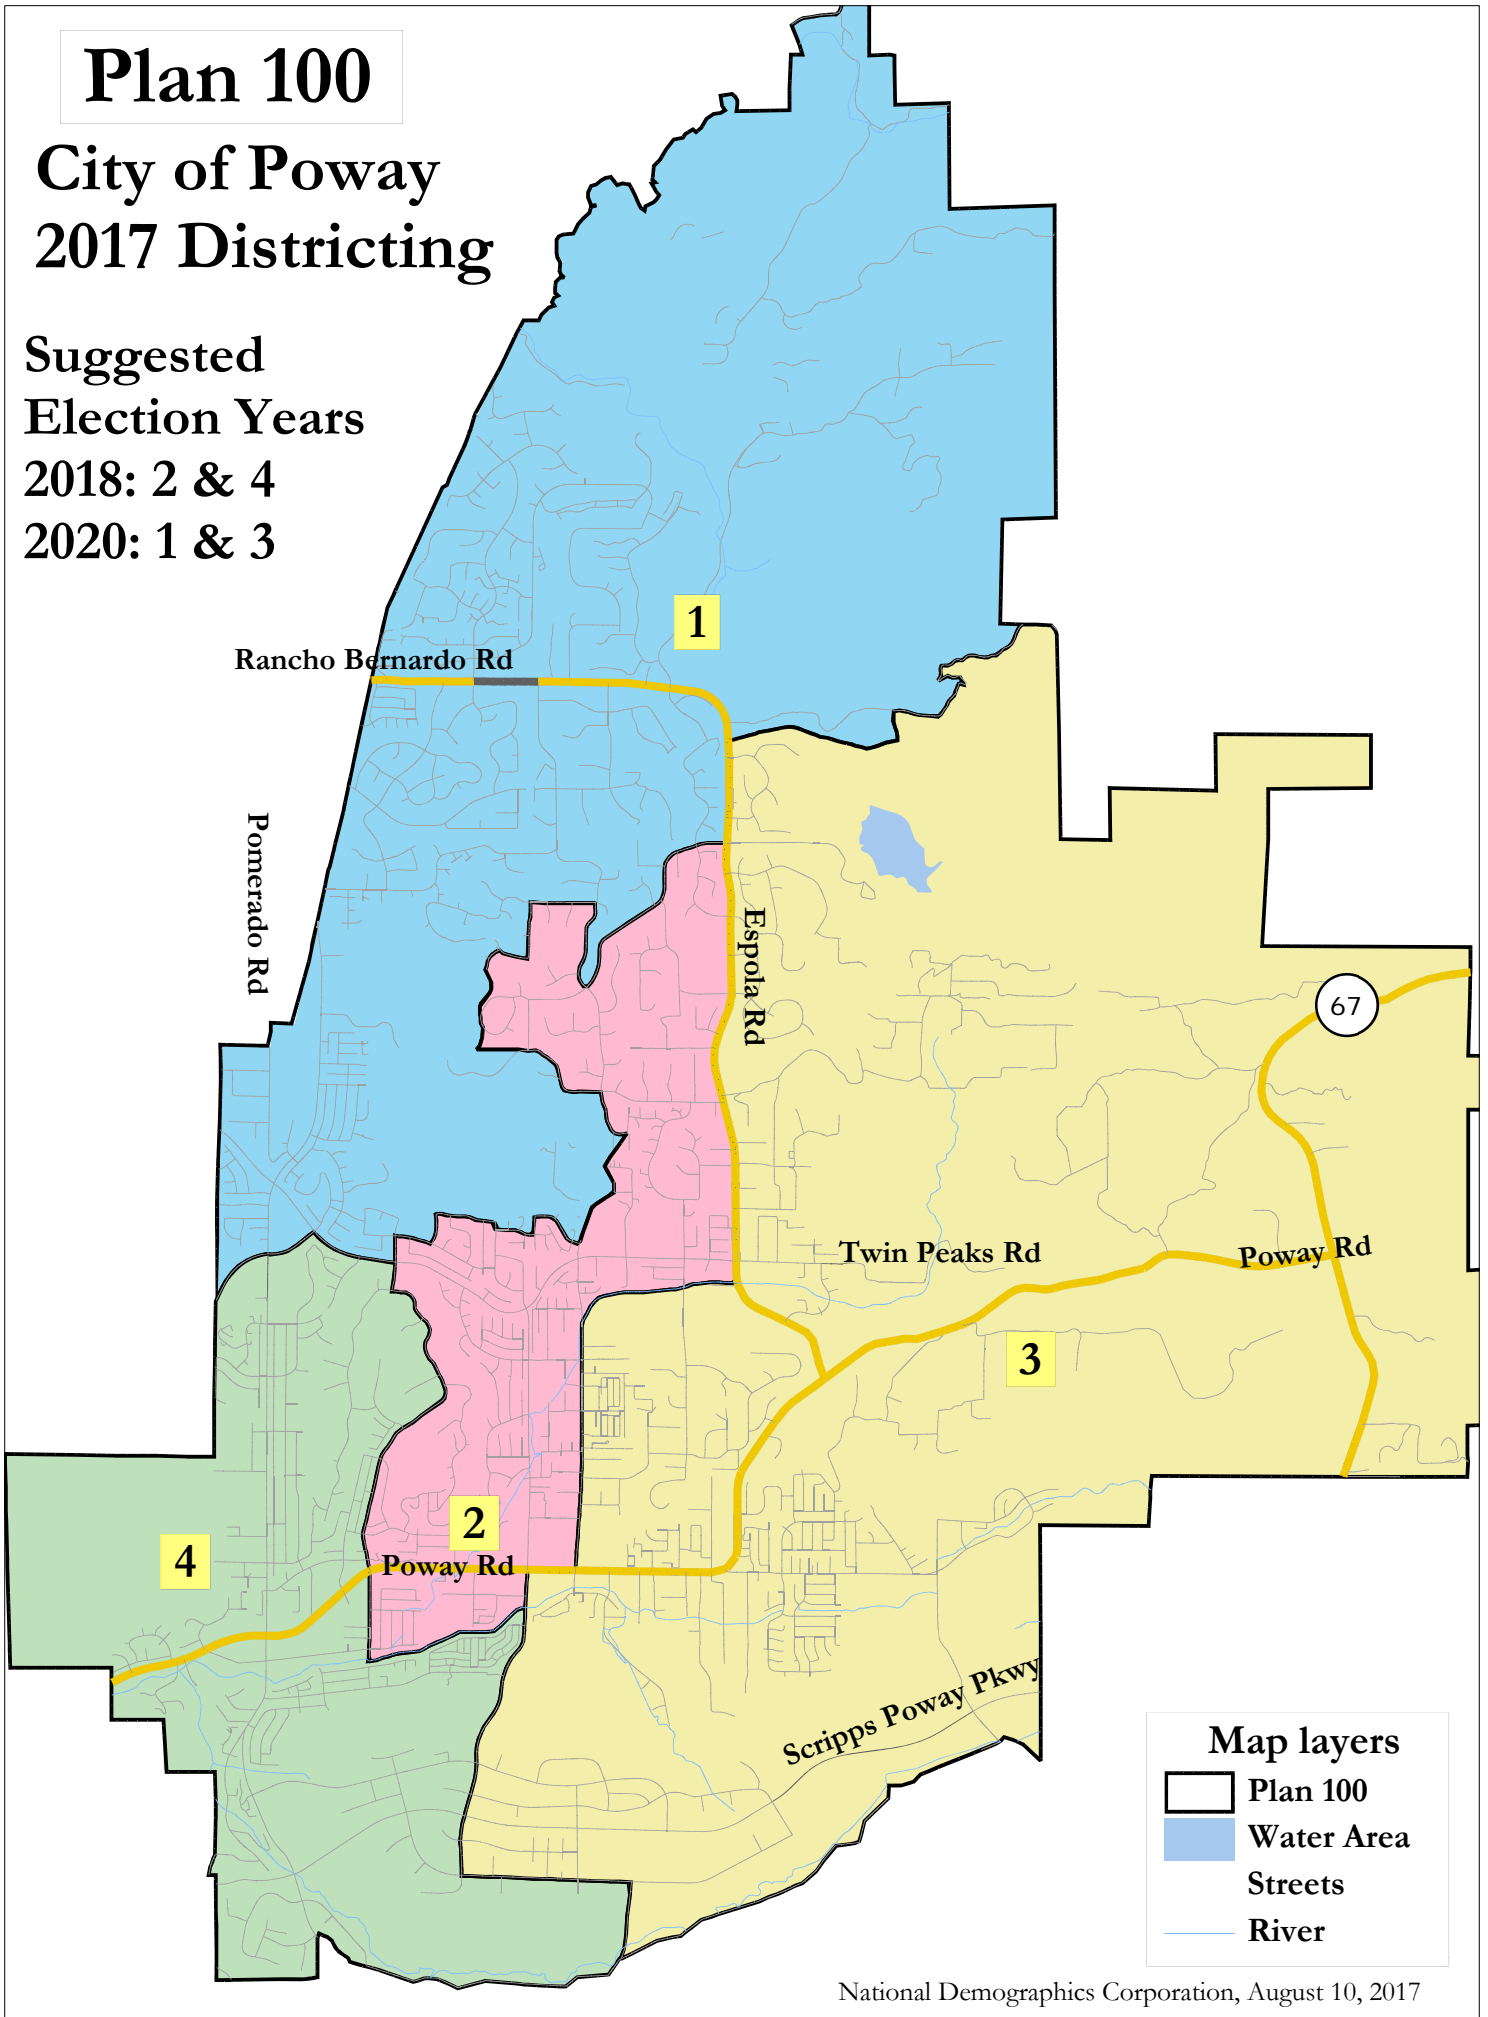 Plan 100
City of Poway
2017 Districting
Suggested
Election Years
2018: 2 & 4
2020: 1 & 3
1
Rancho Bernardo Rd
Pomerado Rd
Espola Rd
67
Twin Peaks Rd
Poway Rd
3
2
4
Poway Rd
Scripps Poway Pkwy
Map layers
Plan 100
Water Area
Streets
River
National Demographics Corporation, August 10, 2017